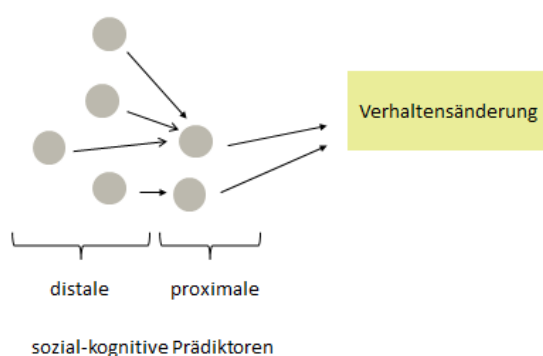 Verhaltensänderung
distale
proximale
sozial-kognitive Prädiktoren